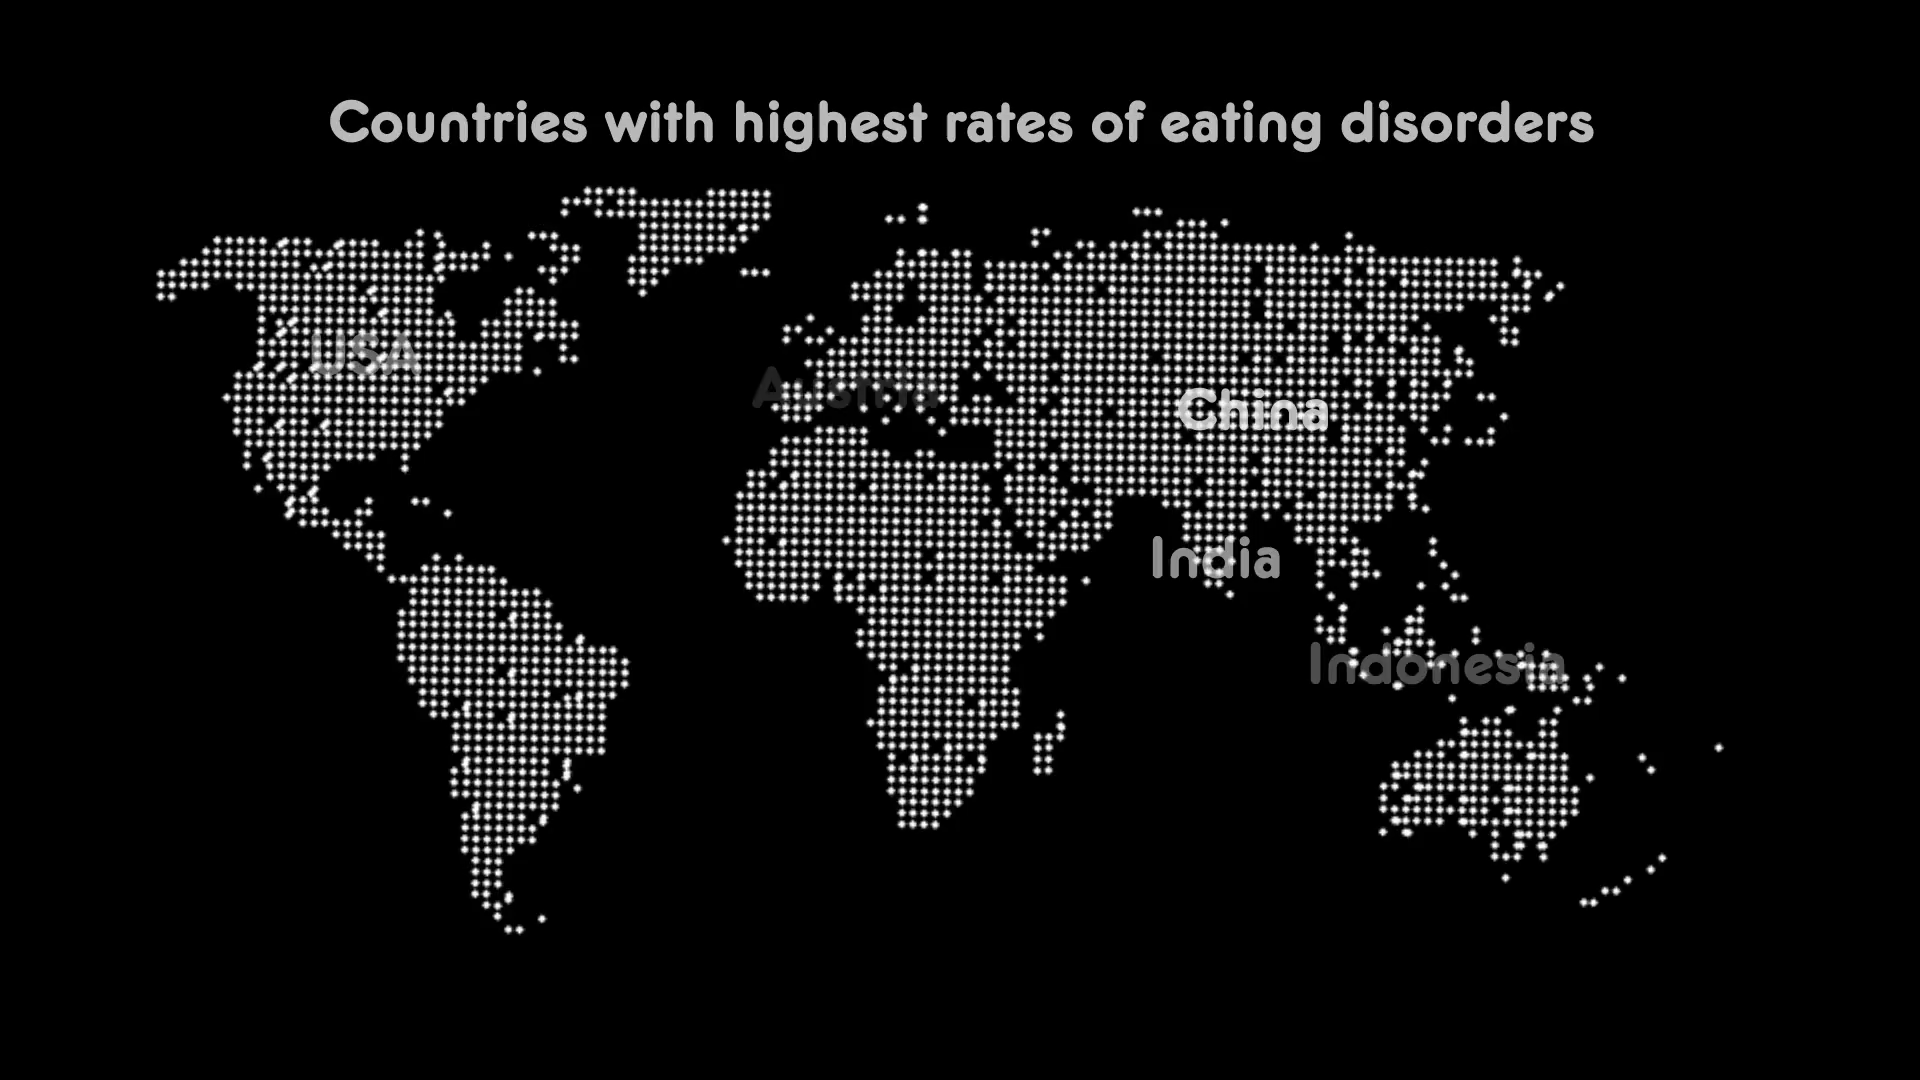 Countries with highest rates of eating disorders
USA
Austria
China
India
Indonesia